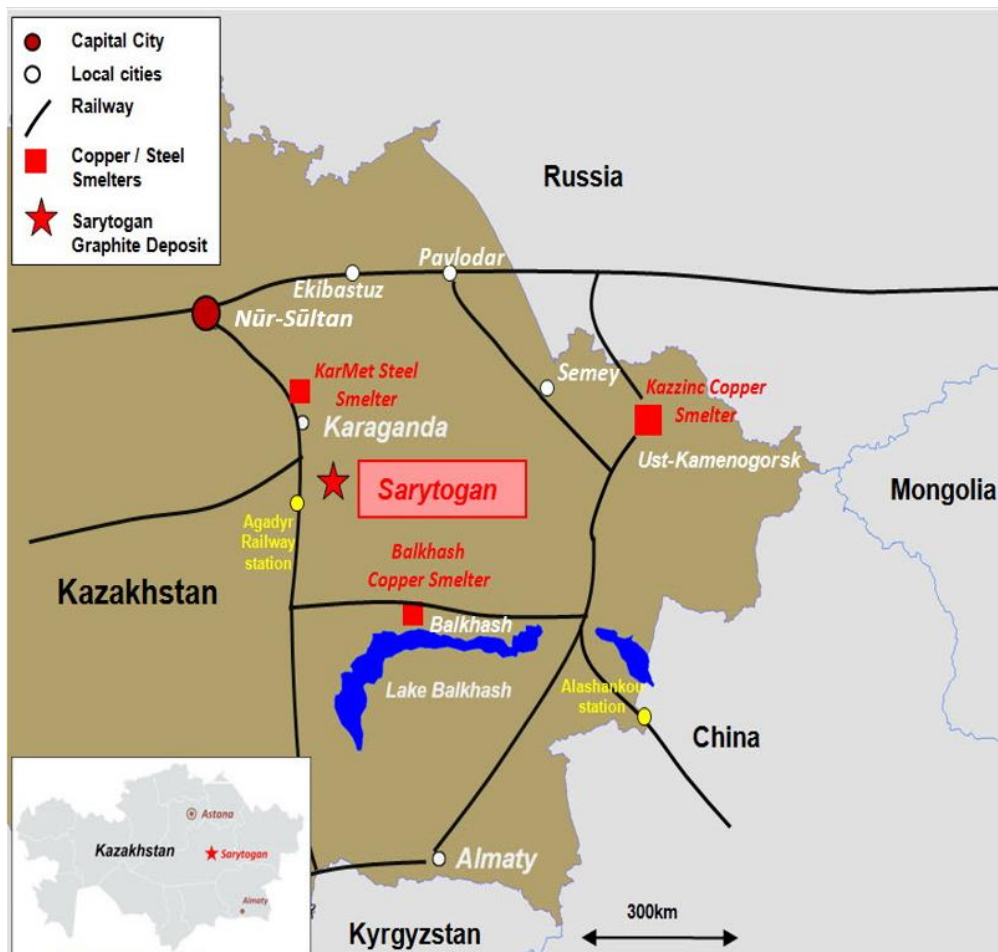 Capital City
Local cities
Railway
Copper / Steel
Smelters
Sarytogan
Graphite Deposit
Russia
Pavlodar
Ekibastuz
Nūr-Sūltan
KarMet Steel
Smelter
Semey
Kazzinc Copper
Smelter
Karaganda
Ust-Kamenogorsk
Sarytogan
Mongolia
Agadyr
Railway
station
Balkhash
Copper Smelter
Kazakhstan
Balkhash
Lake Balkhash
Alashankou
station
China
Astana
Kazakhstan
Sarytogan
Almaty
Almaty
?
300km
Kyrgyzstan